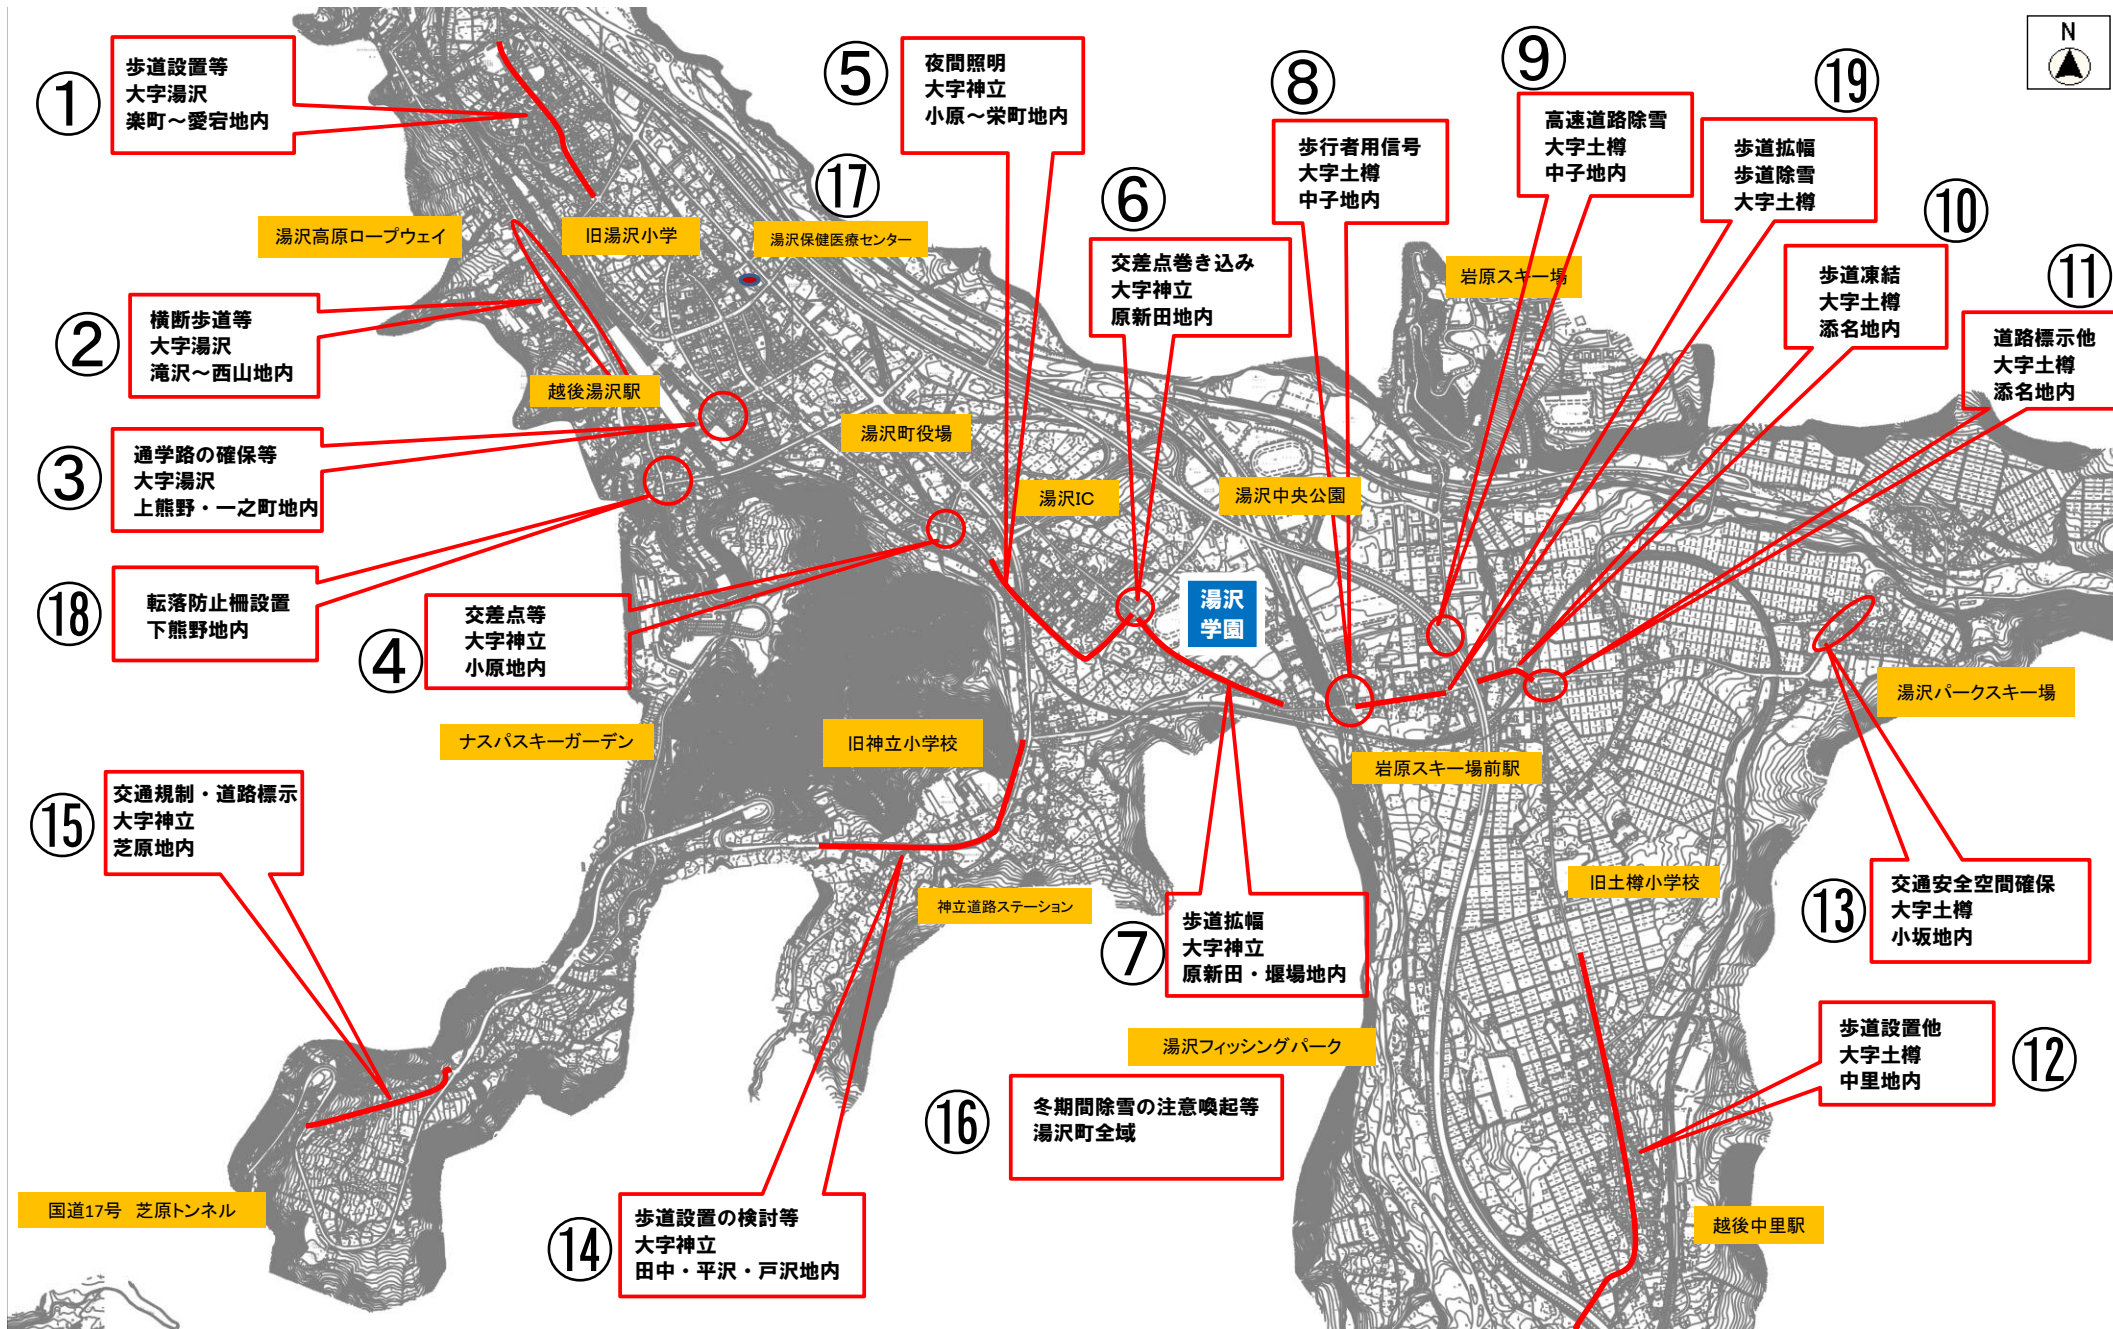 ①
歩道設置等
大字湯沢
楽町～愛宕地内
⑤
夜間照明
大字神立
小原～栄町地内
⑧
歩行者用信号
大字土樽
中子地内
⑨
高速道路除雪
大字土樽
中子地内
⑲
歩道拡幅
歩道除雪
大字土樽
N
⑰
湯沢保健医療センター
⑥
交差点巻き込み
大字神立
原新田地内
⑩
歩道凍結
大字土樽
添名地内
⑪
道路標示他
大字土樽
添名地内
湯沢高原ロープウェイ
旧湯沢小学
岩原スキー場
②
横断歩道等
大字湯沢
滝沢～西山地内
越後湯沢駅
湯沢町役場
③
通学路の確保等
大字湯沢
上熊野・一之町地内
湯沢IC
湯沢中央公園
⑱
転落防止柵設置
下熊野地内
④
交差点等
大字神立
小原地内
湯沢
学園
湯沢パークスキー場
ナスパスキーガーデン
旧神立小学校
岩原スキー場前駅
⑮
交通規制・道路標示
大字神立
芝原地内
神立道路ステーション
⑦
歩道拡幅
大字神立
原新田・堰場地内
旧土樽小学校
⑬
交通安全空間確保
大字土樽
小坂地内
湯沢フィッシングパーク
⑫
歩道設置他
大字土樽
中里地内
⑯
冬期間除雪の注意喚起等
湯沢町全域
国道17号　芝原トンネル
⑭
歩道設置の検討等
大字神立
田中・平沢・戸沢地内
越後中里駅